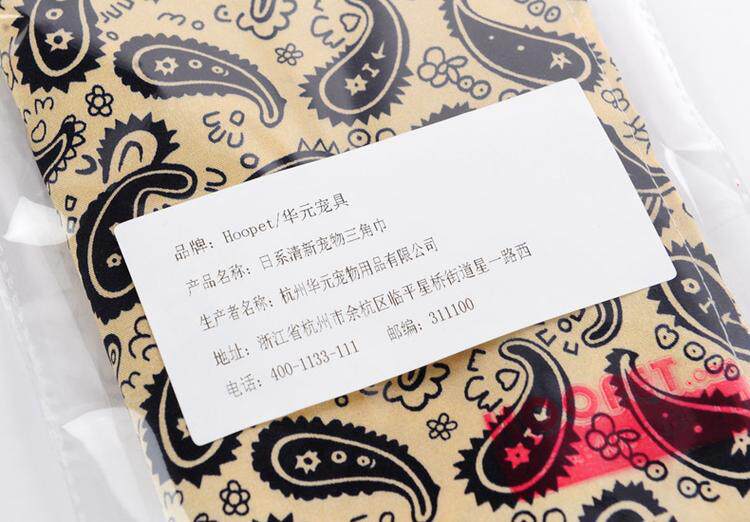 品牌：Hoopet/华元宠具
产品名称：日系清新宠物三角巾
生产者名称：杭州华元宠物用品有限公司
地址：浙江省杭州市余杭区临平星桥街道星一路西
电话：400-1133-111 邮编：311100